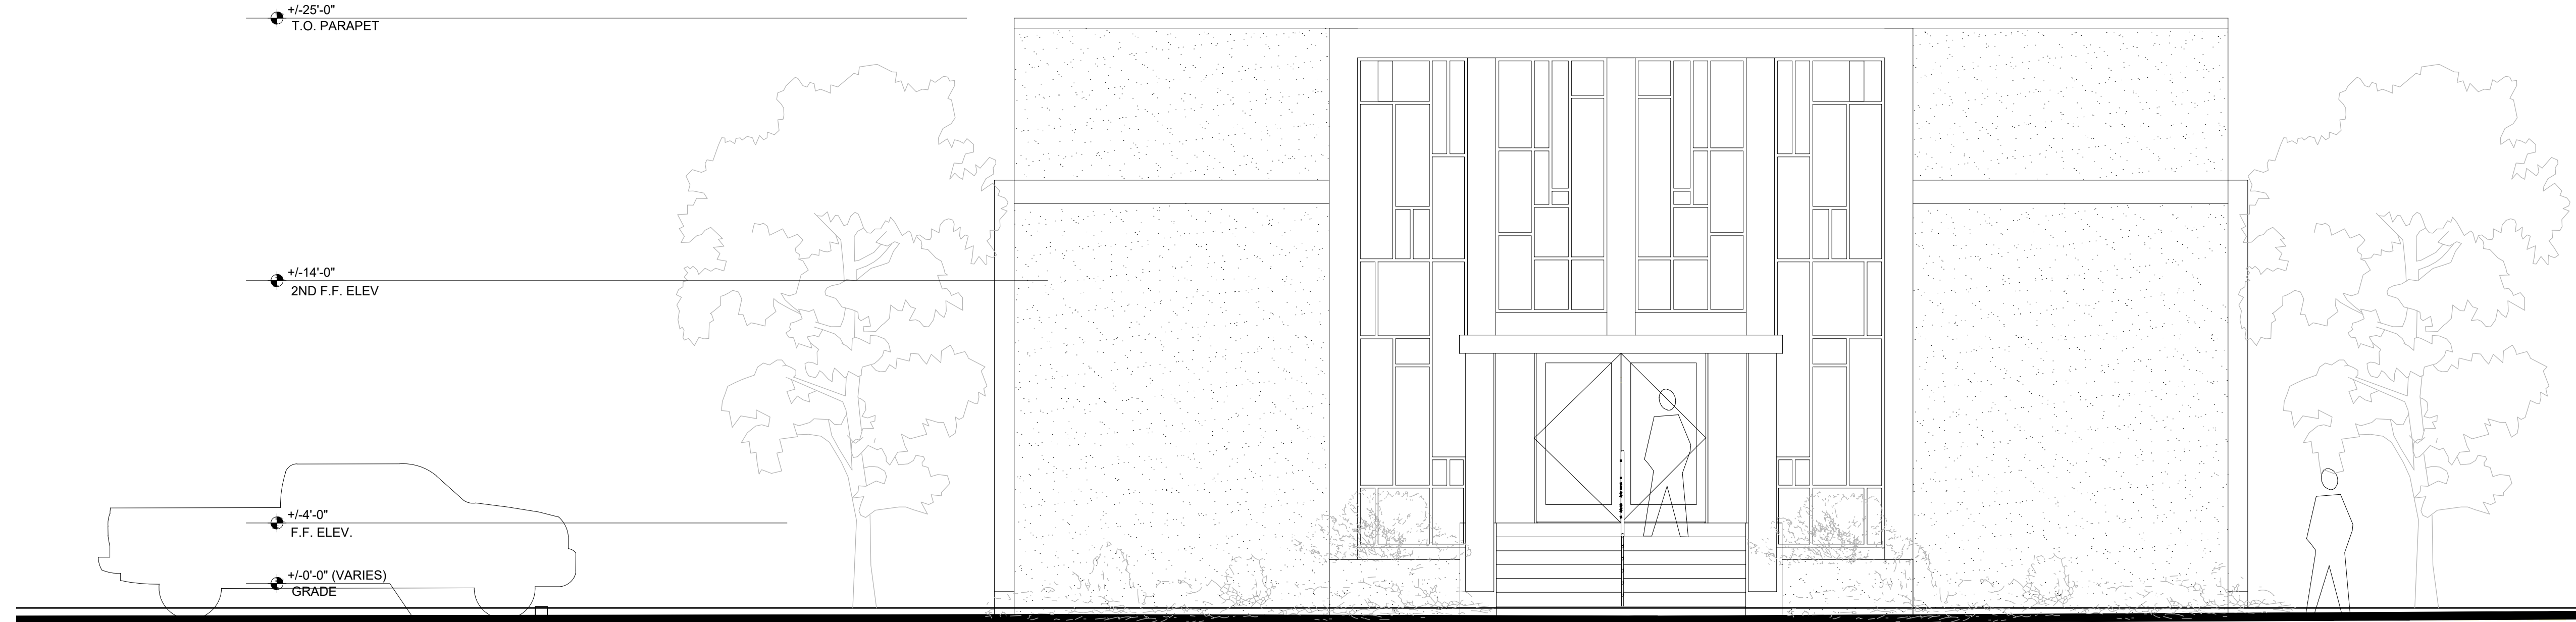 +/-25'-0"
T.O. PARAPET
+/-14'-0"
2ND F.F. ELEV
+/-4'-0"
F.F. ELEV.
+/-0'-0" (VARIES)
GRADE